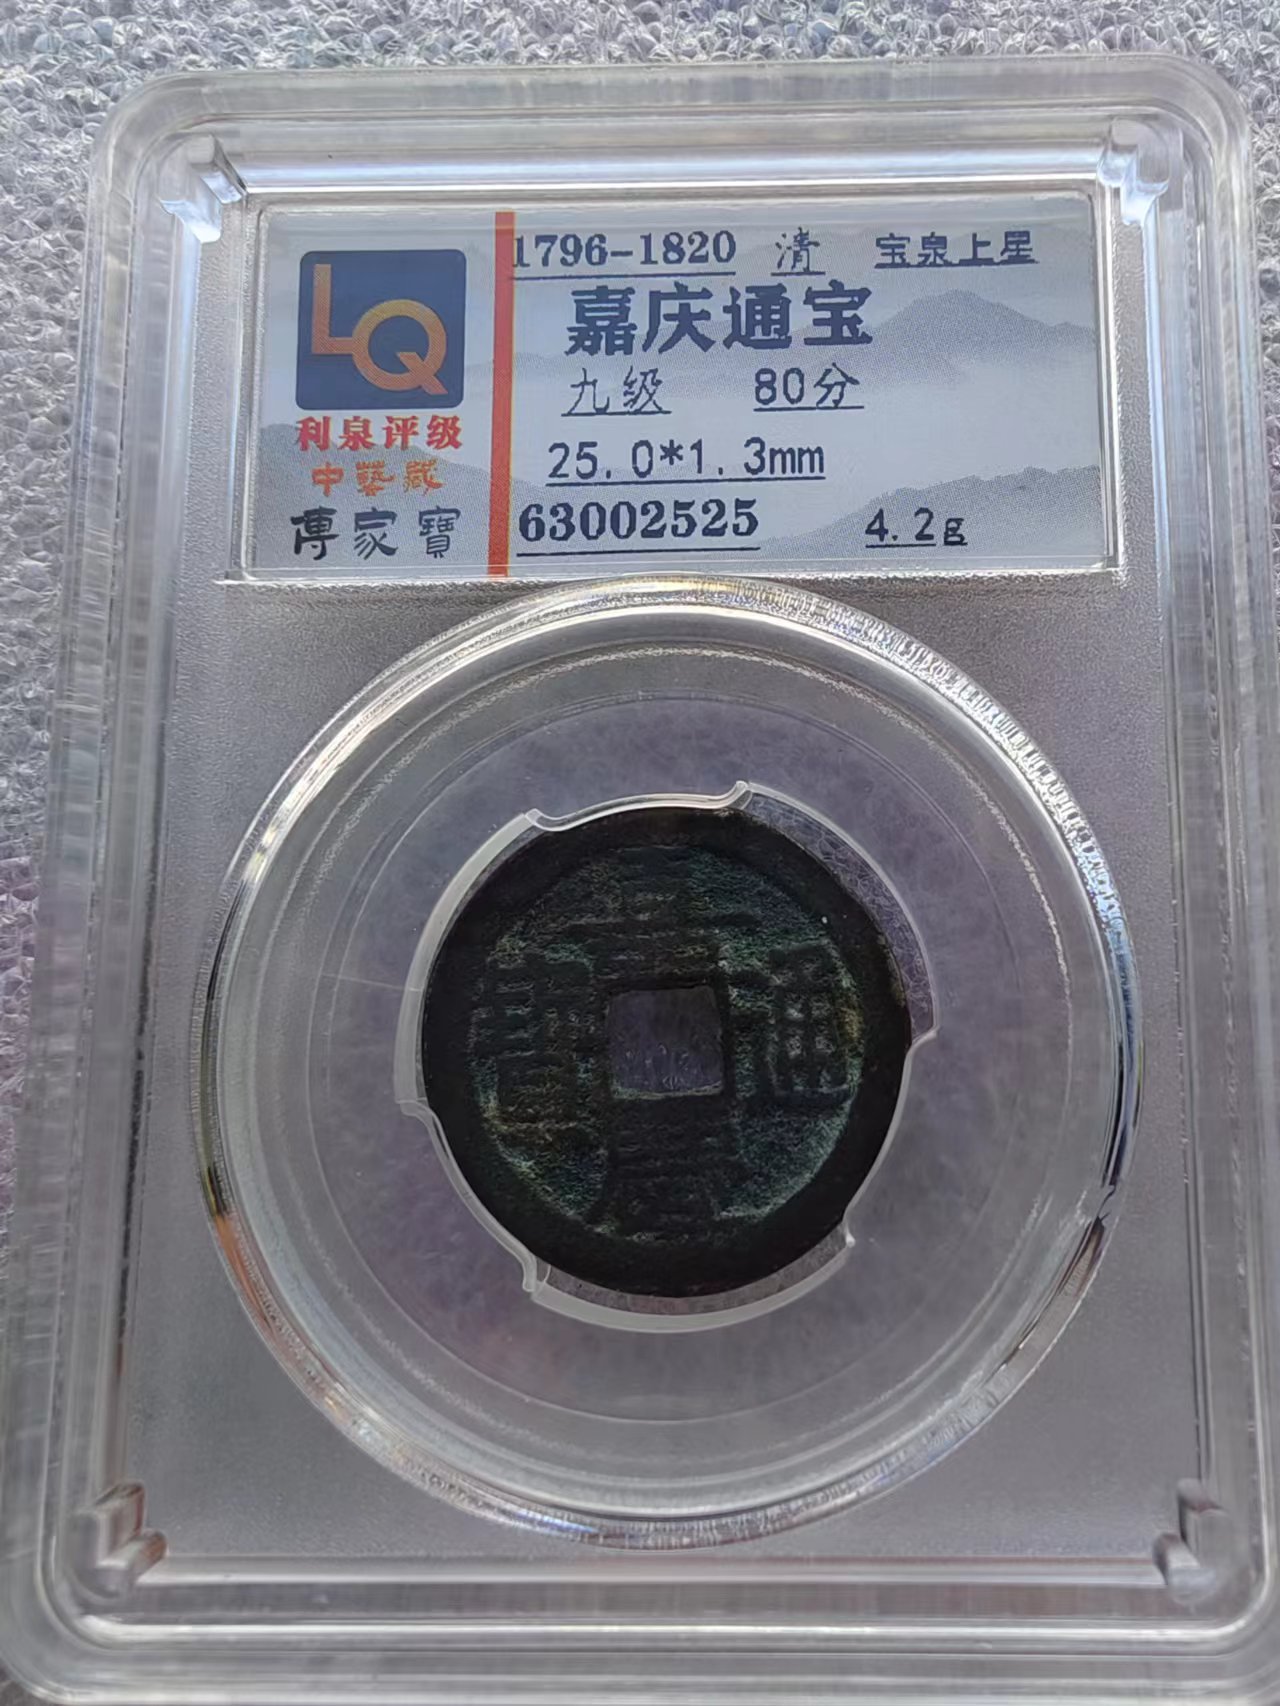 LQ
利泉评级
中藝藏
傳家寶
1796-1820 清 宝泉上星
嘉庆通宝
九级 80分
25.0*1.3mm
63002525 4.2g
嘉
寶 通
慶